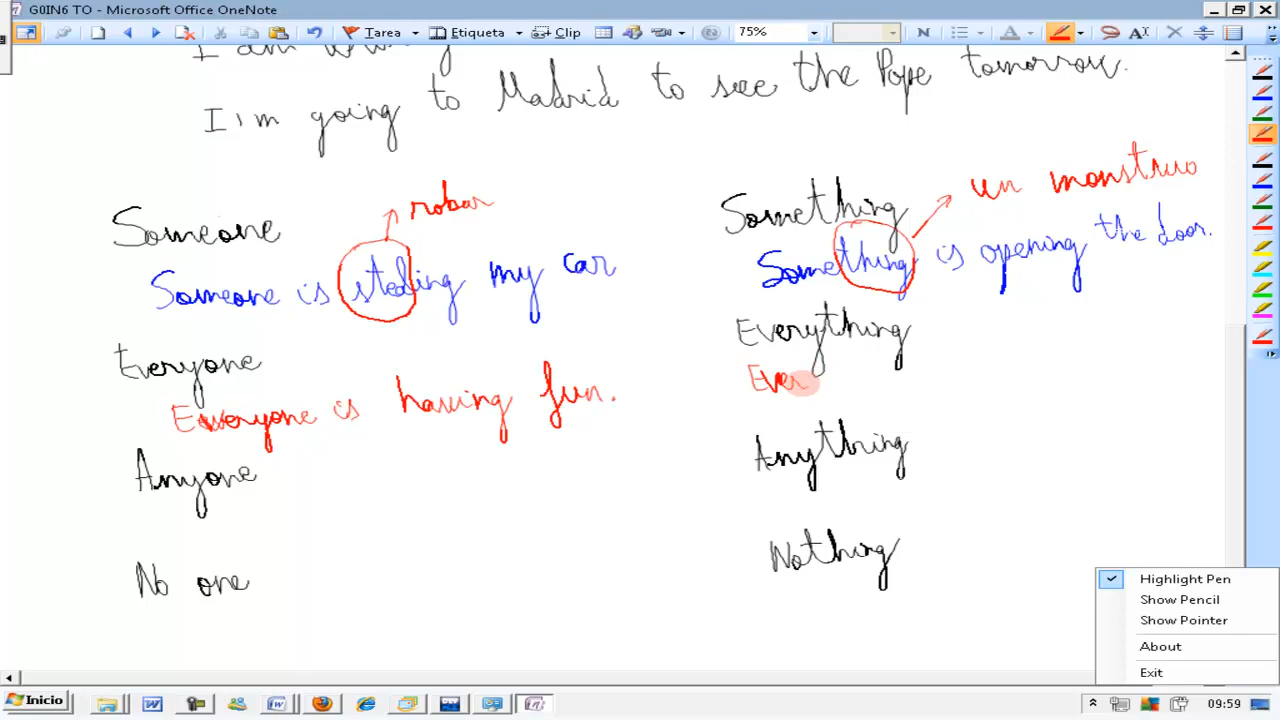 G0IN6 TO - Microsoft Office OneNote
Tarea
Etiqueta
Clip
75%
N
I am
I'm going to Madrid to see the Pope tomorrow.
robar
Someone
Someone is stealing my car
Everyone
Everyone is having fun.
Anyone
No one
un monstruo
Something
Something is opening the door.
Everything
Ever
Anything
Nothing
Highlight Pen
Show Pencil
Show Pointer
About
Exit
Inicio
09:59